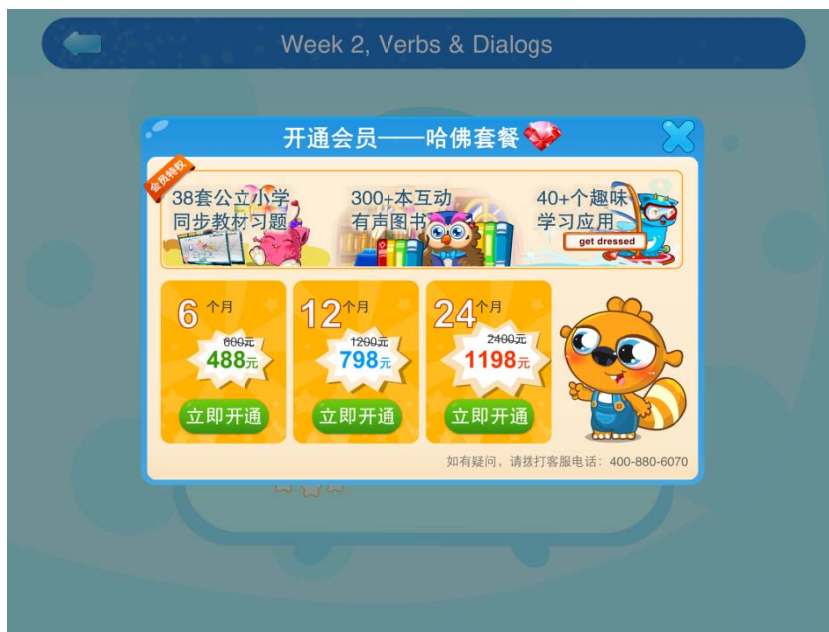 Week 2, Verbs & Dialogs
开通会员——哈佛套餐
会员特权
38套公立小学
同步教材习题
300+本互动
有声图书
40+个趣味
学习应用
get dressed
6个月
600元
488元
立即开通
12个月
1200元
798元
立即开通
24个月
2400元
1198元
立即开通
如有疑问，请拨打客服电话：400-880-6070